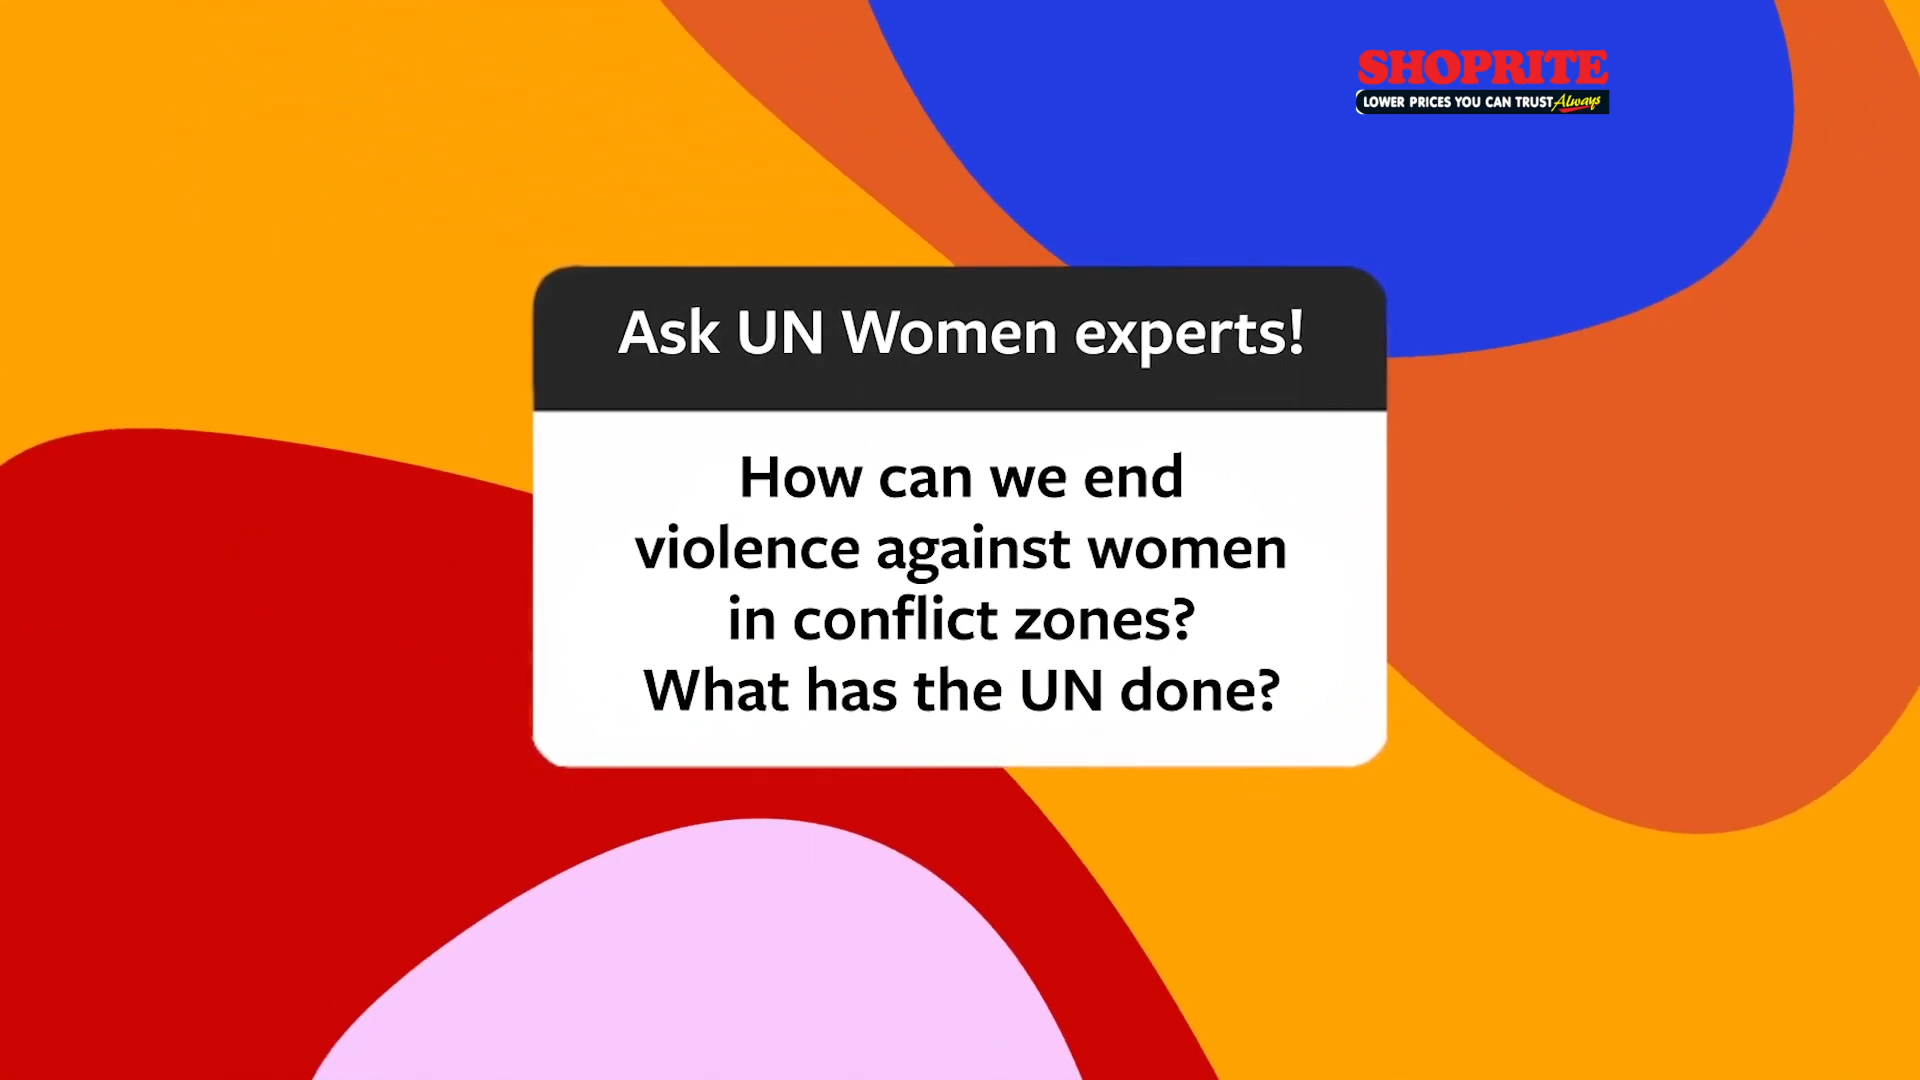 SHOPRITE
LOWER PRICES YOU CAN TRUST Always
Ask UN Women experts!
How can we end
violence against women
in conflict zones?
What has the UN done?